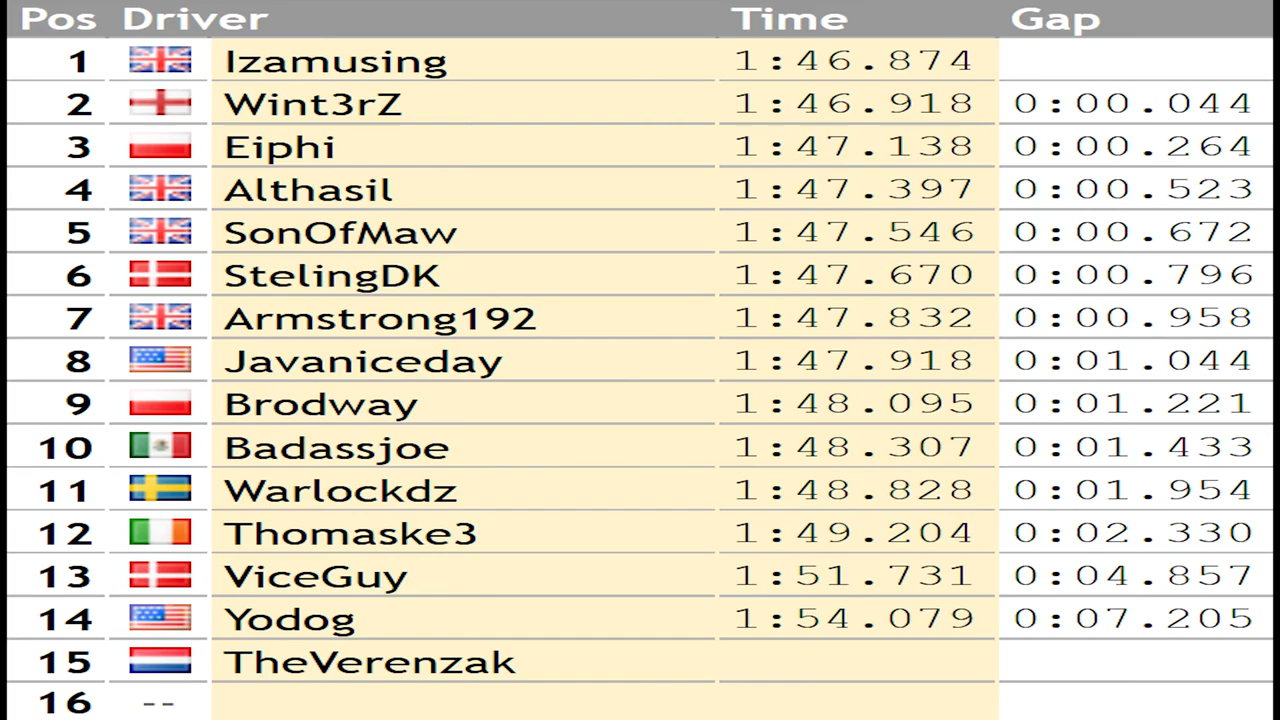 Pos Driver Time Gap
1 Izamusing 1:46.874
2 Wint3rZ 1:46.918 0:00.044
3 Eiphi 1:47.138 0:00.264
4 Althasil 1:47.397 0:00.523
5 SonOfMaw 1:47.546 0:00.672
6 StelingDK 1:47.670 0:00.796
7 Armstrong192 1:47.832 0:00.958
8 Javaniceday 1:47.918 0:01.044
9 Brodway 1:48.095 0:01.221
10 Badassjoe 1:48.307 0:01.433
11 Warlockdz 1:48.828 0:01.954
12 Thomaske3 1:49.204 0:02.330
13 ViceGuy 1:51.731 0:04.857
14 Yodog 1:54.079 0:07.205
15 TheVerenzak
16 --